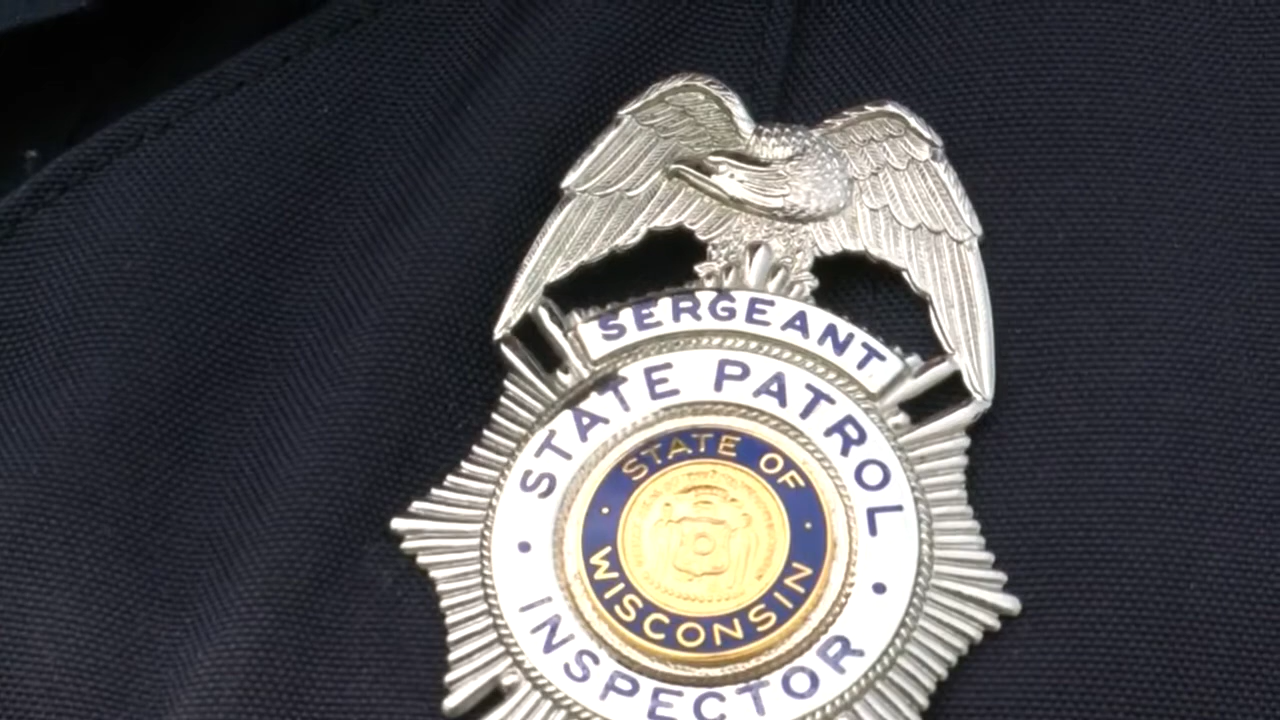 SERGEANT
STATE PATROL
STATE OF
WISCONSIN
INSPECTOR